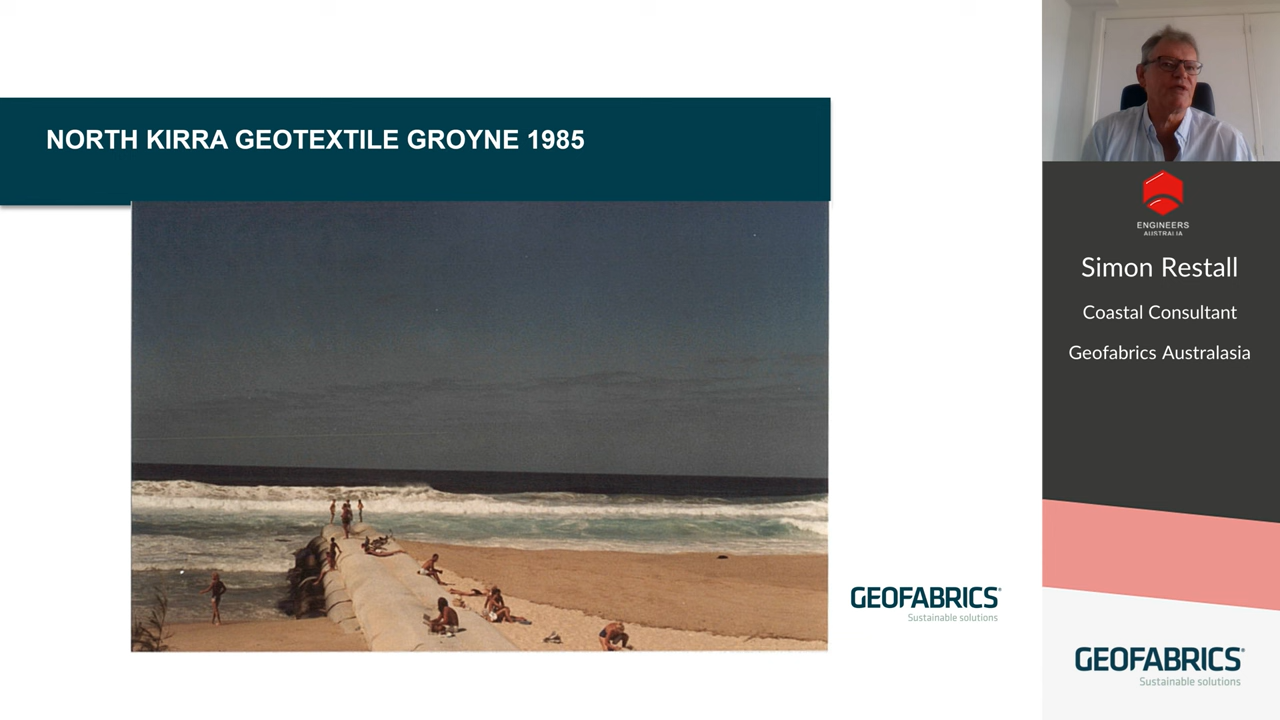 NORTH KIRRA GEOTEXTILE GROYNE 1985
GEOFABRICS®
Sustainable solutions
ENGINEERS
AUSTRALIA
Simon Restall
Coastal Consultant
Geofabrics Australasia
GEOFABRICS®
Sustainable solutions